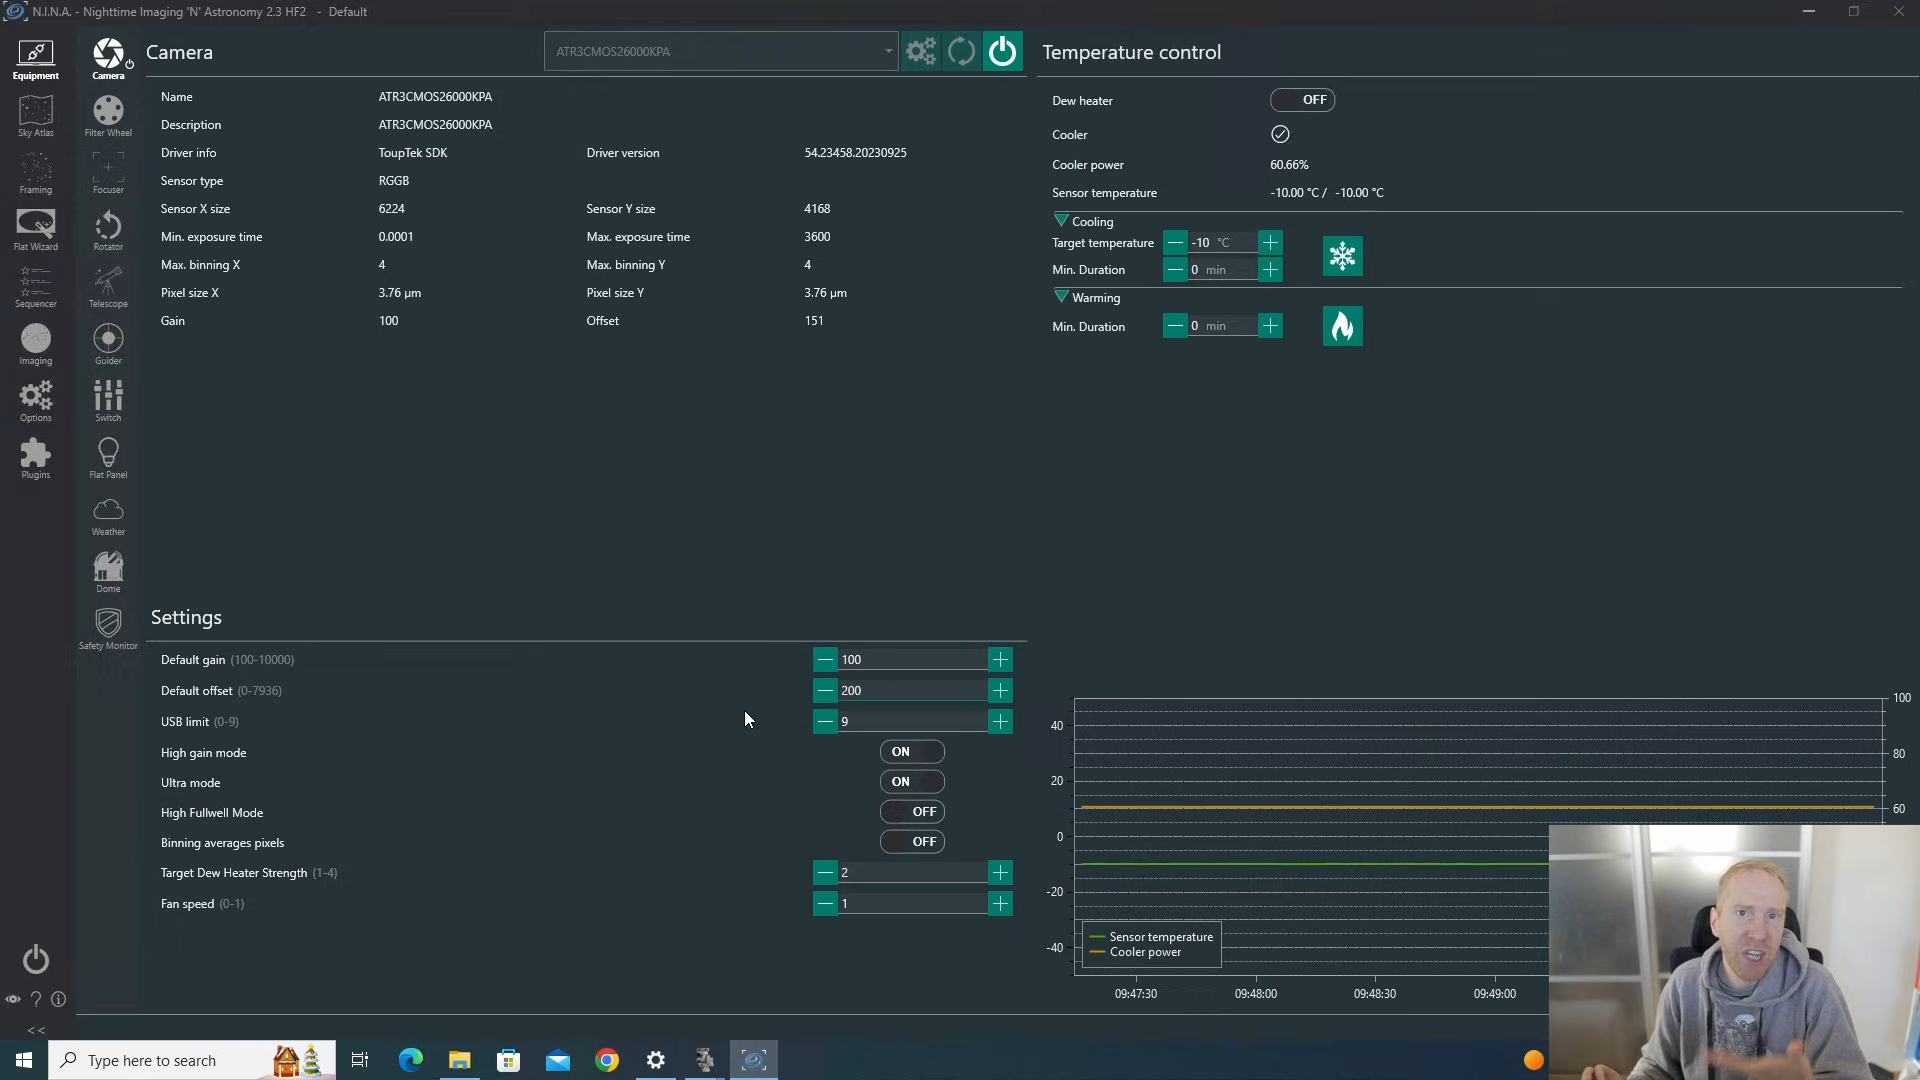 N.I.N.A. - Nighttime Imaging 'N' Astronomy 2.3 HF2 - Default
Equipment
Sky Atlas
Framing
Flat Wizard
Sequencer
Imaging
Options
Plugins
<<
Camera
Filter Wheel
Focuser
Rotator
Telescope
Guider
Switch
Flat Panel
Weather
Dome
Safety Monitor
Camera
ATR3CMOS26000KPA
Name ATR3CMOS26000KPA
Description ATR3CMOS26000KPA
Driver info ToupTek SDK Driver version 54.23458.20230925
Sensor type RGGB
Sensor X size 6224 Sensor Y size 4168
Min. exposure time 0.0001 Max. exposure time 3600
Max. binning X 4 Max. binning Y 4
Pixel size X 3.76 µm Pixel size Y 3.76 µm
Gain 100 Offset 151
Temperature control
Dew heater OFF
Cooler
Cooler power 60.66%
Sensor temperature -10.00 °C / -10.00 °C
Cooling
Target temperature -10 °C
Min. Duration 0 min
Warming
Min. Duration 0 min
Settings
Default gain (100-10000) 100
Default offset (0-7936) 200
USB limit (0-9) 9
High gain mode ON
Ultra mode ON
High Fullwell Mode OFF
Binning averages pixels OFF
Target Dew Heater Strength (1-4) 2
Fan speed (0-1) 1
100
40
80
20
60
0
-20
-40
Sensor temperature
Cooler power
09:47:30 09:48:00 09:48:30 09:49:00
Type here to search